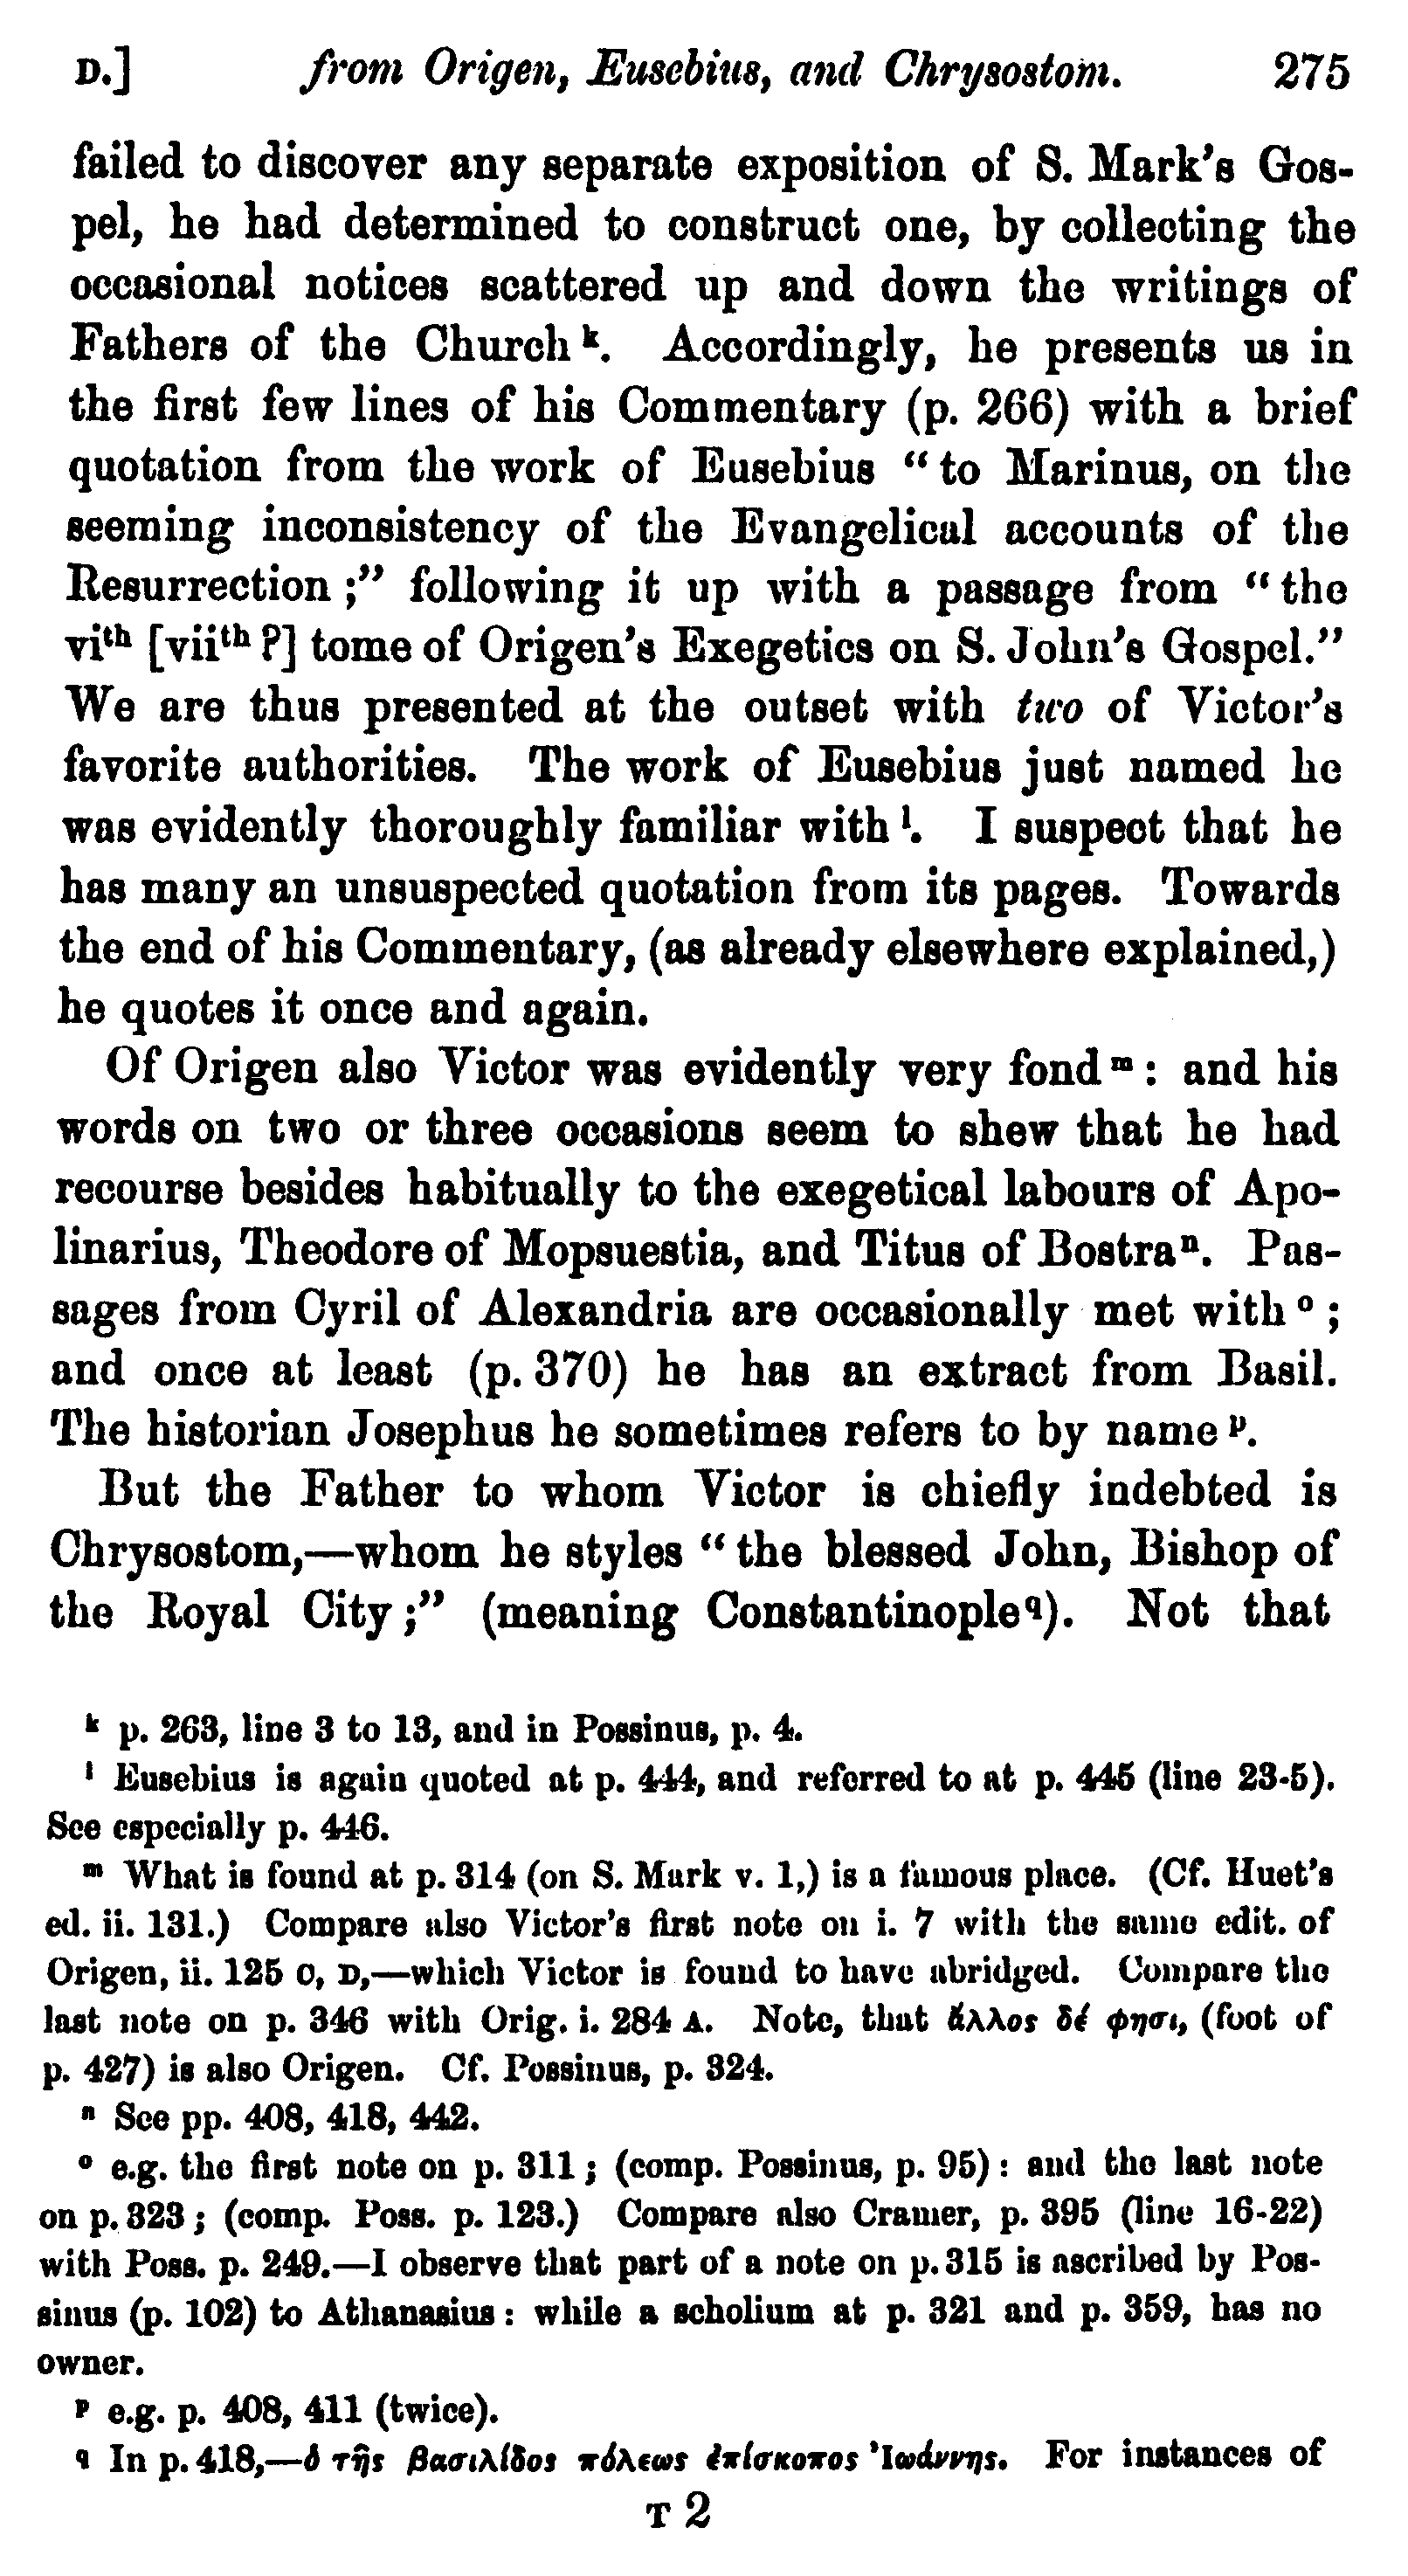 D.] from Origen, Eusebius, and Chrysostom. 275
failed to discover any separate exposition of S. Mark's Gos-
pel, he had determined to construct one, by collecting the
occasional notices scattered up and down the writings of
Fathers of the Church k. Accordingly, he presents us in
the first few lines of his Commentary (p. 266) with a brief
quotation from the work of Eusebius “to Marinus, on the
seeming inconsistency of the Evangelical accounts of the
Resurrection;” following it up with a passage from “the
vith [viith ?] tome of Origen's Exegetics on S. John's Gospel.”
We are thus presented at the outset with two of Victor's
favorite authorities. The work of Eusebius just named he
was evidently thoroughly familiar with l. I suspect that he
has many an unsuspected quotation from its pages. Towards
the end of his Commentary, (as already elsewhere explained,)
he quotes it once and again.
Of Origen also Victor was evidently very fond m: and his
words on two or three occasions seem to shew that he had
recourse besides habitually to the exegetical labours of Apo-
linarius, Theodore of Mopsuestia, and Titus of Bostra n. Pas-
sages from Cyril of Alexandria are occasionally met with o;
and once at least (p. 370) he has an extract from Basil.
The historian Josephus he sometimes refers to by name p.
But the Father to whom Victor is chiefly indebted is
Chrysostom,—whom he styles “the blessed John, Bishop of
the Royal City;” (meaning Constantinople q). Not that
k p. 263, line 3 to 13, and in Possinus, p. 4.
l Eusebius is again quoted at p. 444, and referred to at p. 445 (line 23-5).
See especially p. 446.
m What is found at p. 314 (on S. Mark v. 1,) is a famous place. (Cf. Huet's
ed. ii. 131.) Compare also Victor's first note on i. 7 with the same edit. of
Origen, ii. 125 C, D,—which Victor is found to have abridged. Compare the
last note on p. 346 with Orig. i. 284 A. Note, that ἄλλος δέ φησι, (foot of
p. 427) is also Origen. Cf. Possinus, p. 324.
n See pp. 408, 418, 442.
o e.g. the first note on p. 311; (comp. Possinus, p. 95): and the last note
on p. 323; (comp. Poss. p. 123.) Compare also Cramer, p. 395 (line 16-22)
with Poss. p. 249.—I observe that part of a note on p. 315 is ascribed by Pos-
sinus (p. 102) to Athanasius: while a scholium at p. 321 and p. 359, has no
owner.
p e.g. p. 408, 411 (twice).
q In p. 418,—ὁ τῆς βασιλίδος πόλεως ἐπίσκοπος Ἰωάννης. For instances of
T 2